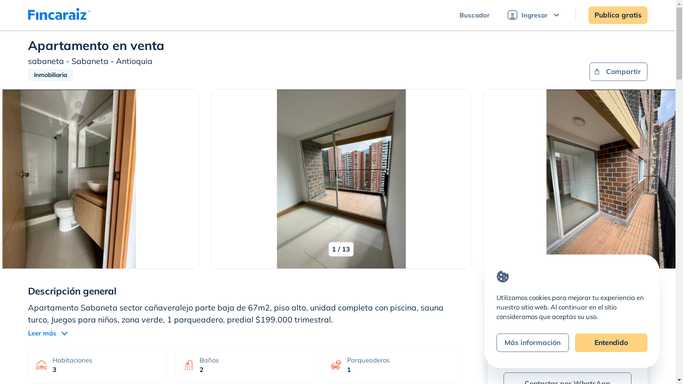 Fincaraiz
Buscador
Ingresar
Publica gratis
Apartamento en venta
sabaneta - Sabaneta - Antioquia
Inmobiliaria
Compartir
1 / 13
Descripción general
Apartamento Sabaneta sector cañaveralejo parte baja de 67m2, piso alto, unidad completa con piscina, sauna
turco, juegos para niños, zona verde, 1 parqueadero, predial $199.000 trimestral.
Leer más
Habitaciones
3
Baños
2
Parqueaderos
1
Utilizamos cookies para mejorar tu experiencia en
nuestro sitio web. Al continuar en el sitio
consideramos que aceptas su uso.
Más información
Entendido
Contactar por WhatsApp